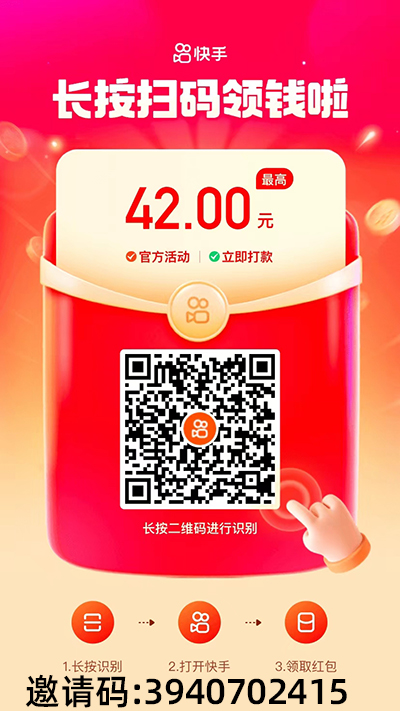 快手
长按扫码领钱啦
最高
42.00元
官方活动 立即打款
长按二维码进行识别
1.长按识别 2.打开快手 3.领取红包
邀请码:3940702415